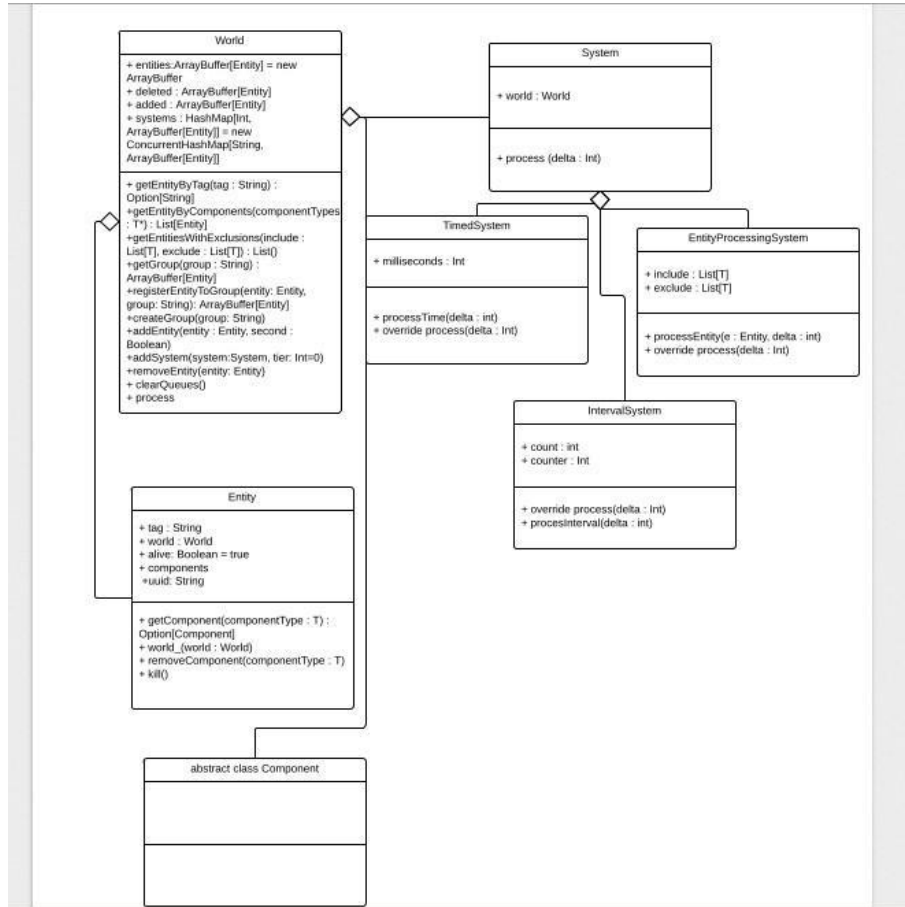 World
+ entities:ArrayBuffer[Entity] = new
ArrayBuffer
+ deleted : ArrayBuffer[Entity]
+ added : ArrayBuffer[Entity]
+ systems : HashMap[Int,
ArrayBuffer[Entity]] = new
ConcurrentHashMap[String,
ArrayBuffer[Entity]]
+ getEntityByTag(tag : String) :
Option[String]
+getEntityByComponents(componentTypes
: T*) : List[Entity]
+getEntitiesWithExclusions(include :
List[T], exclude : List[T]) : List()
+getGroup(group : String) :
ArrayBuffer[Entity]
+registerEntityToGroup(entity: Entity,
group: String): ArrayBuffer[Entity]
+createGroup(group: String)
+addEntity(entity : Entity, second :
Boolean)
+addSystem(system:System, tier: Int=0)
+removeEntity(entity: Entity)
+ clearQueues()
+ process
System
+ world : World
+ process (delta : Int)
TimedSystem
+ milliseconds : Int
+ processTime(delta : int)
+ override process(delta : Int)
EntityProcessingSystem
+ include : List[T]
+ exclude : List[T]
+ processEntity(e : Entity, delta : int)
+ override process(delta : Int)
IntervalSystem
+ count : int
+ counter : Int
+ override process(delta : Int)
+ procesInterval(delta : int)
Entity
+ tag : String
+ world : World
+ alive: Boolean = true
+ components
+uuid: String
+ getComponent(componentType : T) :
Option[Component]
+ world_(world : World)
+ removeComponent(componentType : T)
+ kill()
abstract class Component